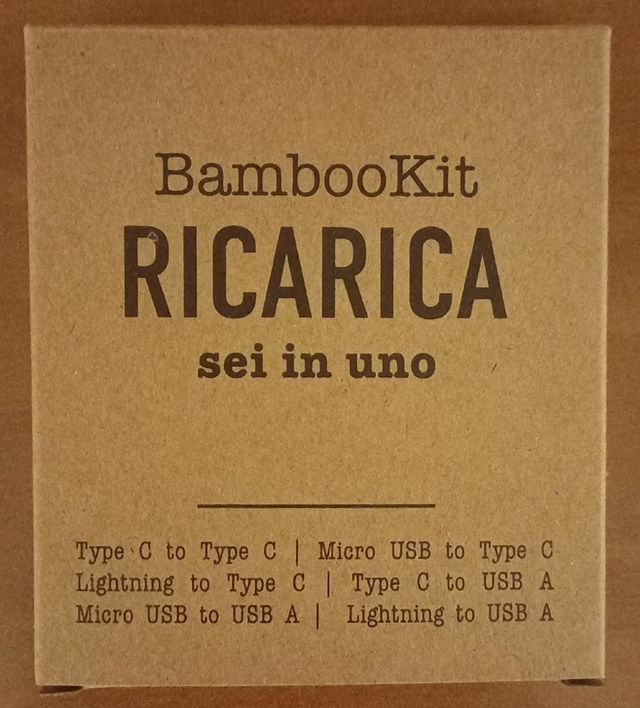 BambooKit
RICARICA
sei in uno
Type C to Type C | Micro USB to Type C
Lightning to Type C | Type C to USB A
Micro USB to USB A | Lightning to USB A